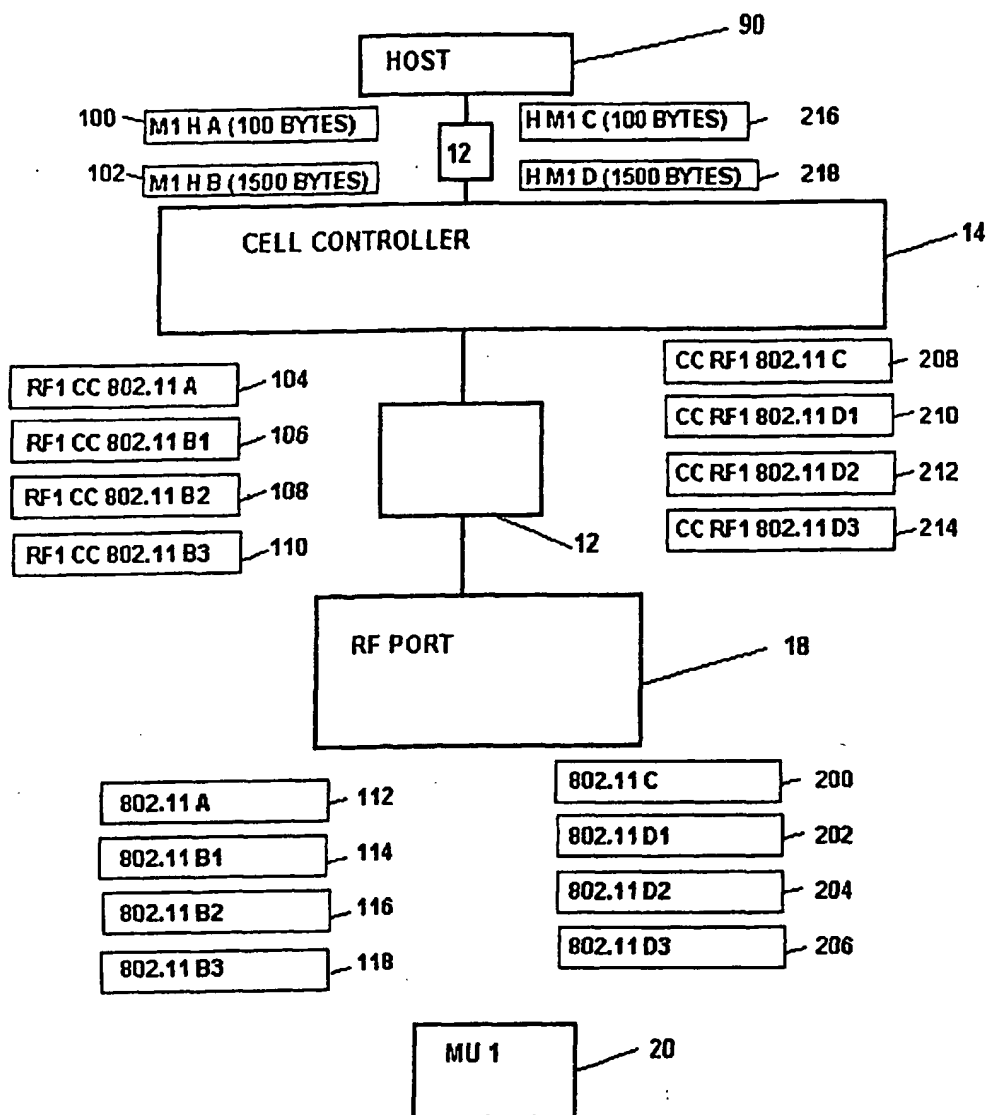 HOST
90
100
M1 H A (100 BYTES)
H M1 C (100 BYTES)
216
12
102
M1 H B (1500 BYTES)
H M1 D (1500 BYTES)
218
CELL CONTROLLER
14
RF1 CC 802.11 A
104
CC RF1 802.11 C
208
RF1 CC 802.11 B1
106
CC RF1 802.11 D1
210
RF1 CC 802.11 B2
108
CC RF1 802.11 D2
212
RF1 CC 802.11 B3
110
CC RF1 802.11 D3
214
12
RF PORT
18
802.11 A
112
802.11 C
200
802.11 B1
114
802.11 D1
202
802.11 B2
116
802.11 D2
204
802.11 B3
118
802.11 D3
206
MU 1
20